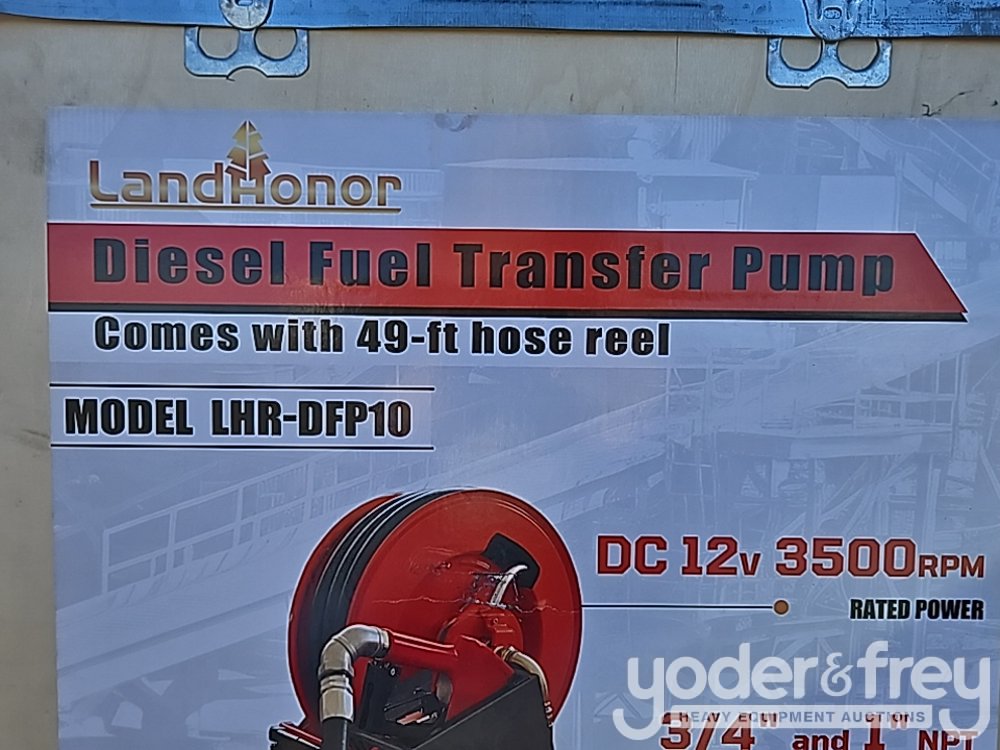 LandHonor
Diesel Fuel Transfer Pump
Comes with 49-ft hose reel
MODEL LHR-DFP10
DC 12v 3500RPM
RATED POWER
yoder&frey
HEAVY EQUIPMENT AUCTIONS
3/4" and 1" NPT